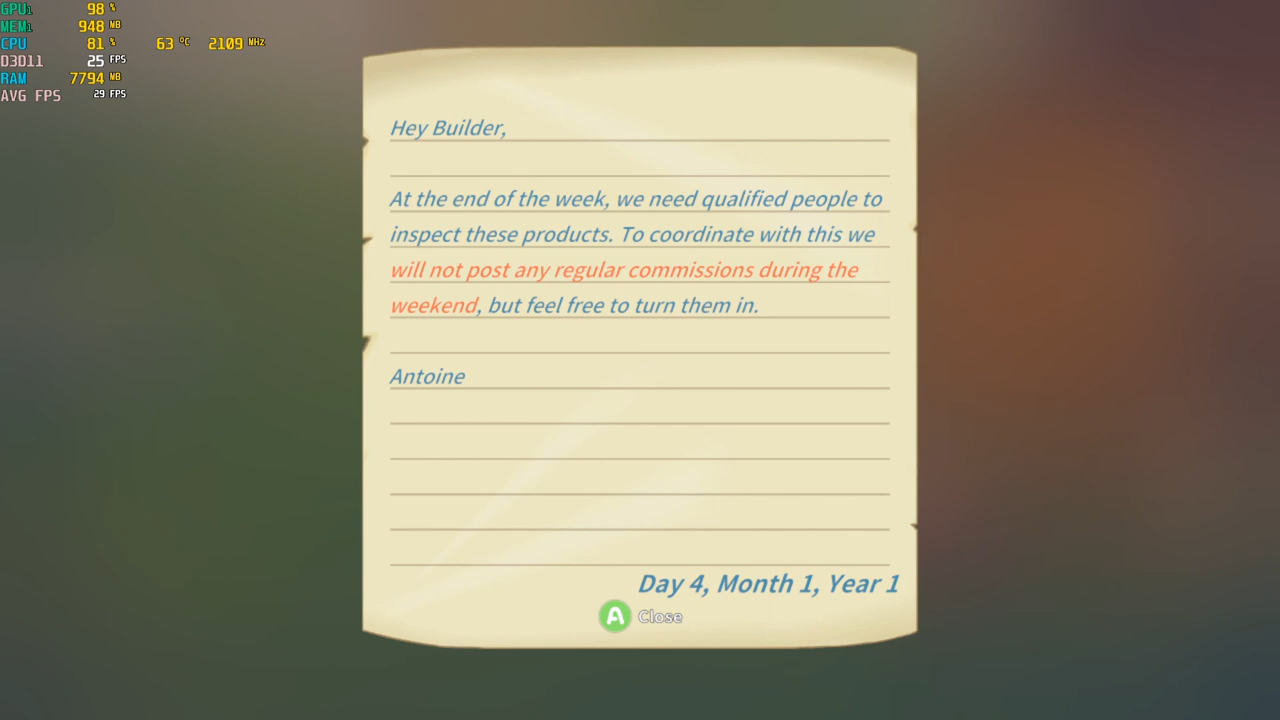 GPU1 98 %
MEM1 948 MB
CPU 81 % 63 °C 2109 MHz
D3D11 25 FPS
RAM 7794 MB
AVG FPS 29 FPS
Hey Builder,
At the end of the week, we need qualified people to
inspect these products. To coordinate with this we
will not post any regular commissions during the
weekend, but feel free to turn them in.
Antoine
Day 4, Month 1, Year 1
A Close